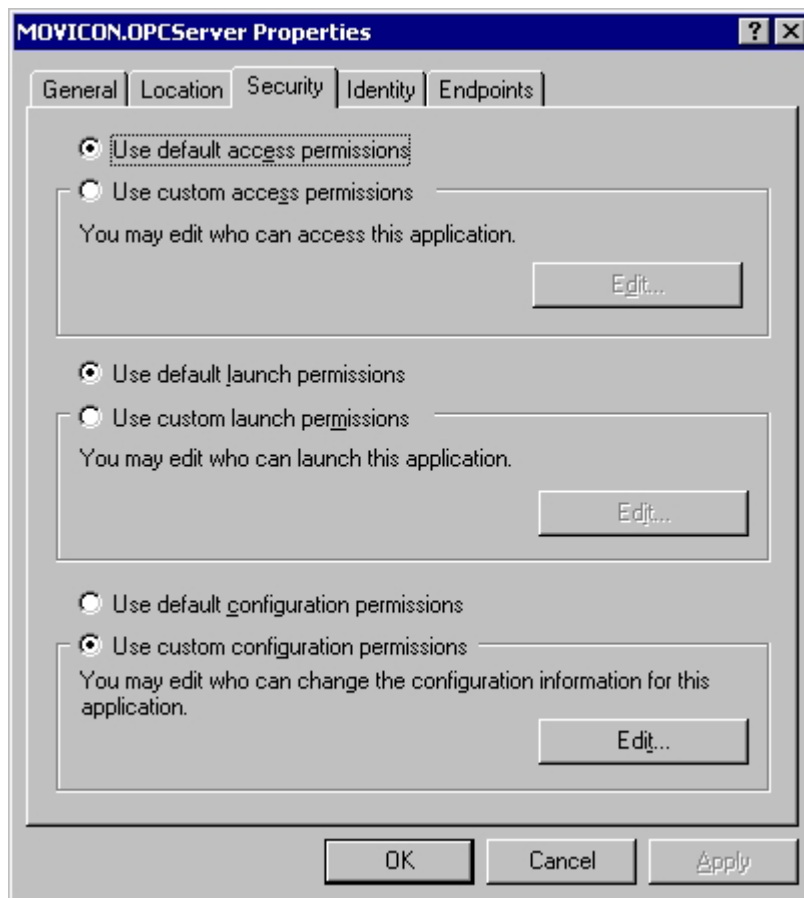 MOVICON.OPCServer Properties
General Location Security Identity Endpoints
Use default access permissions
Use custom access permissions
You may edit who can access this application.
Edit...
Use default launch permissions
Use custom launch permissions
You may edit who can launch this application.
Edit...
Use default configuration permissions
Use custom configuration permissions
You may edit who can change the configuration information for this
application.
Edit...
OK Cancel Apply